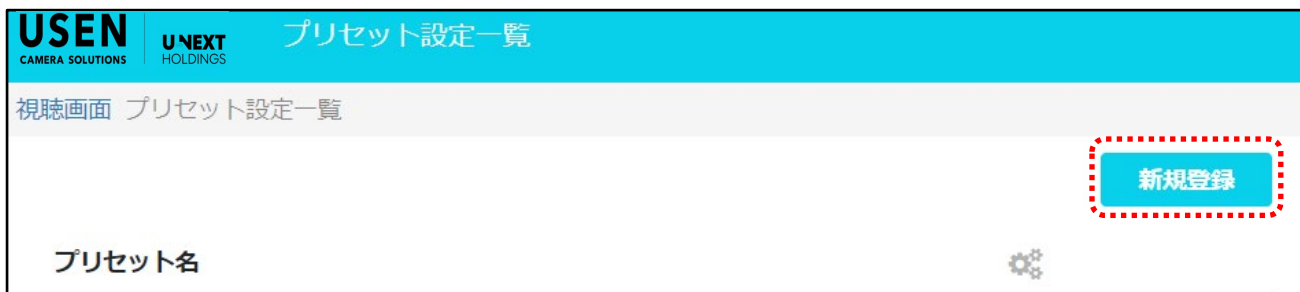 USEN
CAMERA SOLUTIONS
U-NEXT
HOLDINGS
プリセット設定一覧
視聴画面 プリセット設定一覧
新規登録
プリセット名